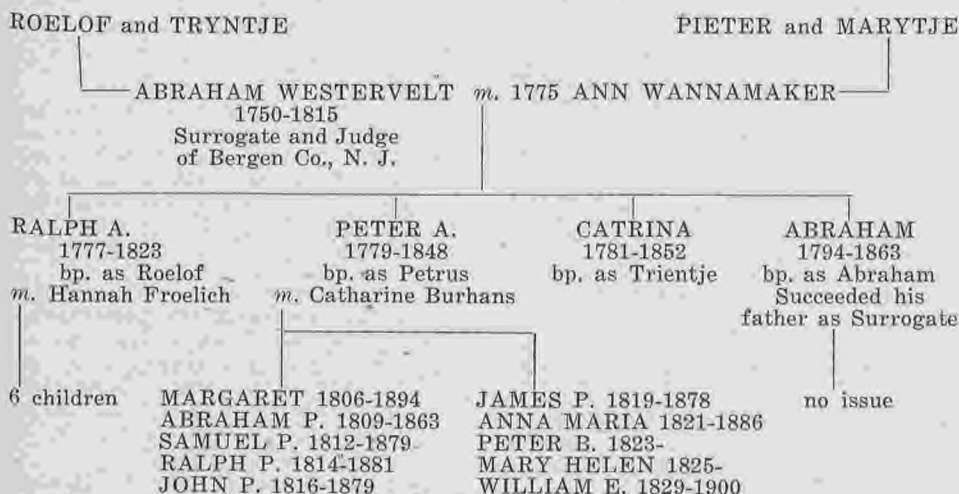 ROELOF and TRYNTJE
PIETER and MARYTJE
ABRAHAM WESTERVELT m. 1775 ANN WANNAMAKER
1750-1815
Surrogate and Judge
of Bergen Co., N. J.
RALPH A.
1777-1823
bp. as Roelof
m. Hannah Froelich
PETER A.
1779-1848
bp. as Petrus
m. Catharine Burhans
CATRINA
1781-1852
bp. as Trientje
ABRAHAM
1794-1863
bp. as Abraham
Succeeded his
father as Surrogate
6 children
MARGARET 1806-1894
ABRAHAM P. 1809-1863
SAMUEL P. 1812-1879
RALPH P. 1814-1881
JOHN P. 1816-1879
JAMES P. 1819-1878
ANNA MARIA 1821-1886
PETER B. 1823-
MARY HELEN 1825-
WILLIAM E. 1829-1900
no issue